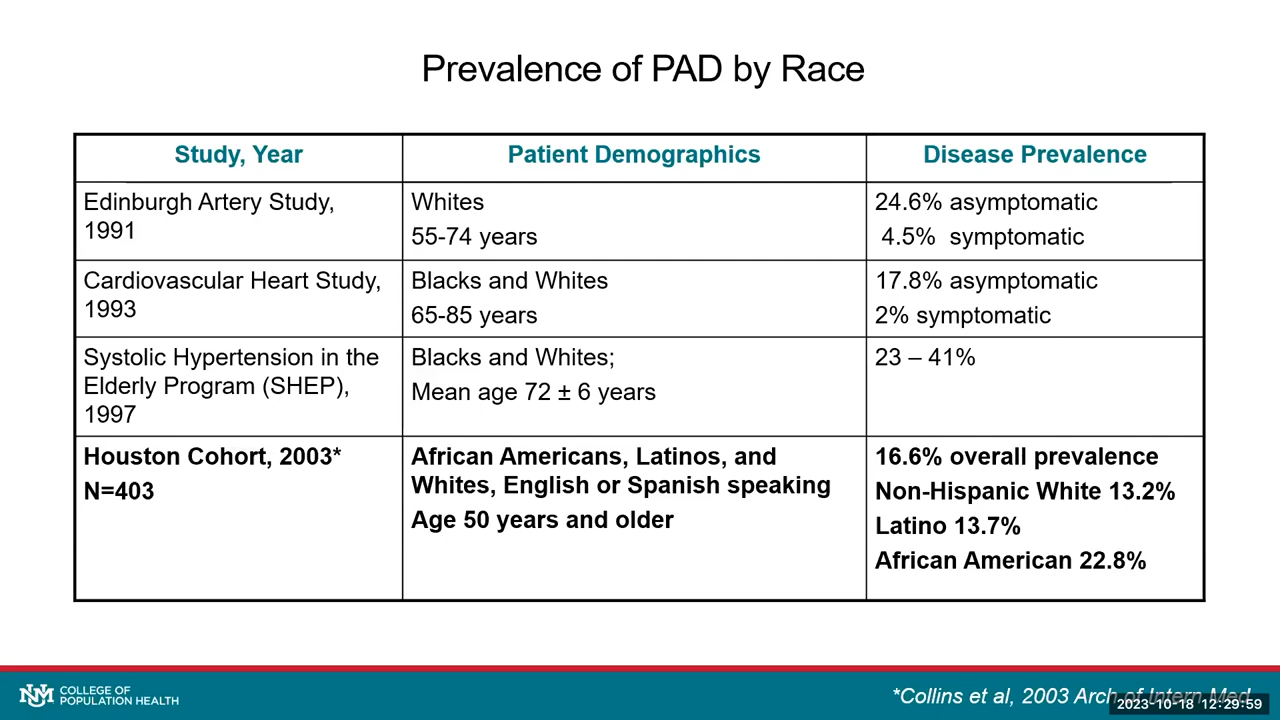 Prevalence of PAD by Race
Study, Year
Patient Demographics
Disease Prevalence
Edinburgh Artery Study,
1991
Whites
55-74 years
24.6% asymptomatic
4.5% symptomatic
Cardiovascular Heart Study,
1993
Blacks and Whites
65-85 years
17.8% asymptomatic
2% symptomatic
Systolic Hypertension in the
Elderly Program (SHEP),
1997
Blacks and Whites;
Mean age 72 ± 6 years
23 – 41%
Houston Cohort, 2003*
N=403
African Americans, Latinos, and
Whites, English or Spanish speaking
Age 50 years and older
16.6% overall prevalence
Non-Hispanic White 13.2%
Latino 13.7%
African American 22.8%
NM COLLEGE OF
POPULATION HEALTH
*Collins et al, 2003 Arch of Intern Med
2023-10-18 12:29:59